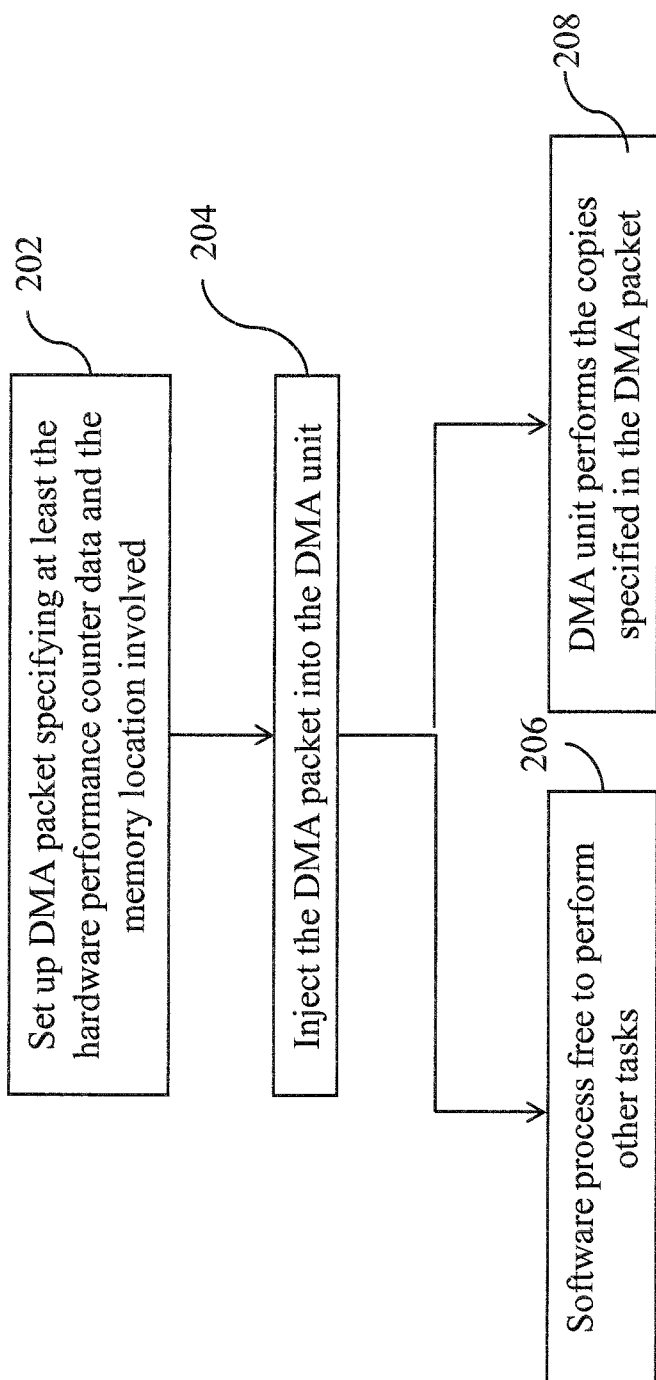 202
Set up DMA packet specifying at least the
hardware performance counter data and the
memory location involved
204
Inject the DMA packet into the DMA unit
206
Software process free to perform
other tasks
208
DMA unit performs the copies
specified in the DMA packet